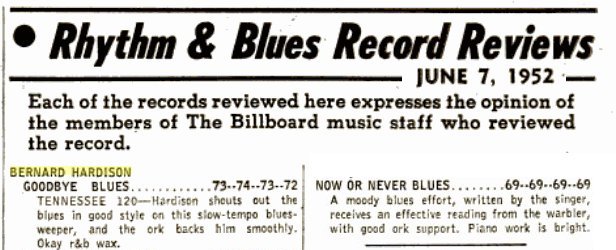 • Rhythm & Blues Record Reviews
JUNE 7, 1952
Each of the records reviewed here expresses the opinion of
the members of The Billboard music staff who reviewed
the record.
BERNARD HARDISON
GOODBYE BLUES............73--74--73--72
TENNESSEE 120—Hardison shouts out the
blues in good style on this slow-tempo blues-
weeper, and the ork backs him smoothly.
Okay r&b wax.
NOW OR NEVER BLUES........69--69--69--69
A moody blues effort, written by the singer,
receives an effective reading from the warbler,
with good ork support. Piano work is bright.